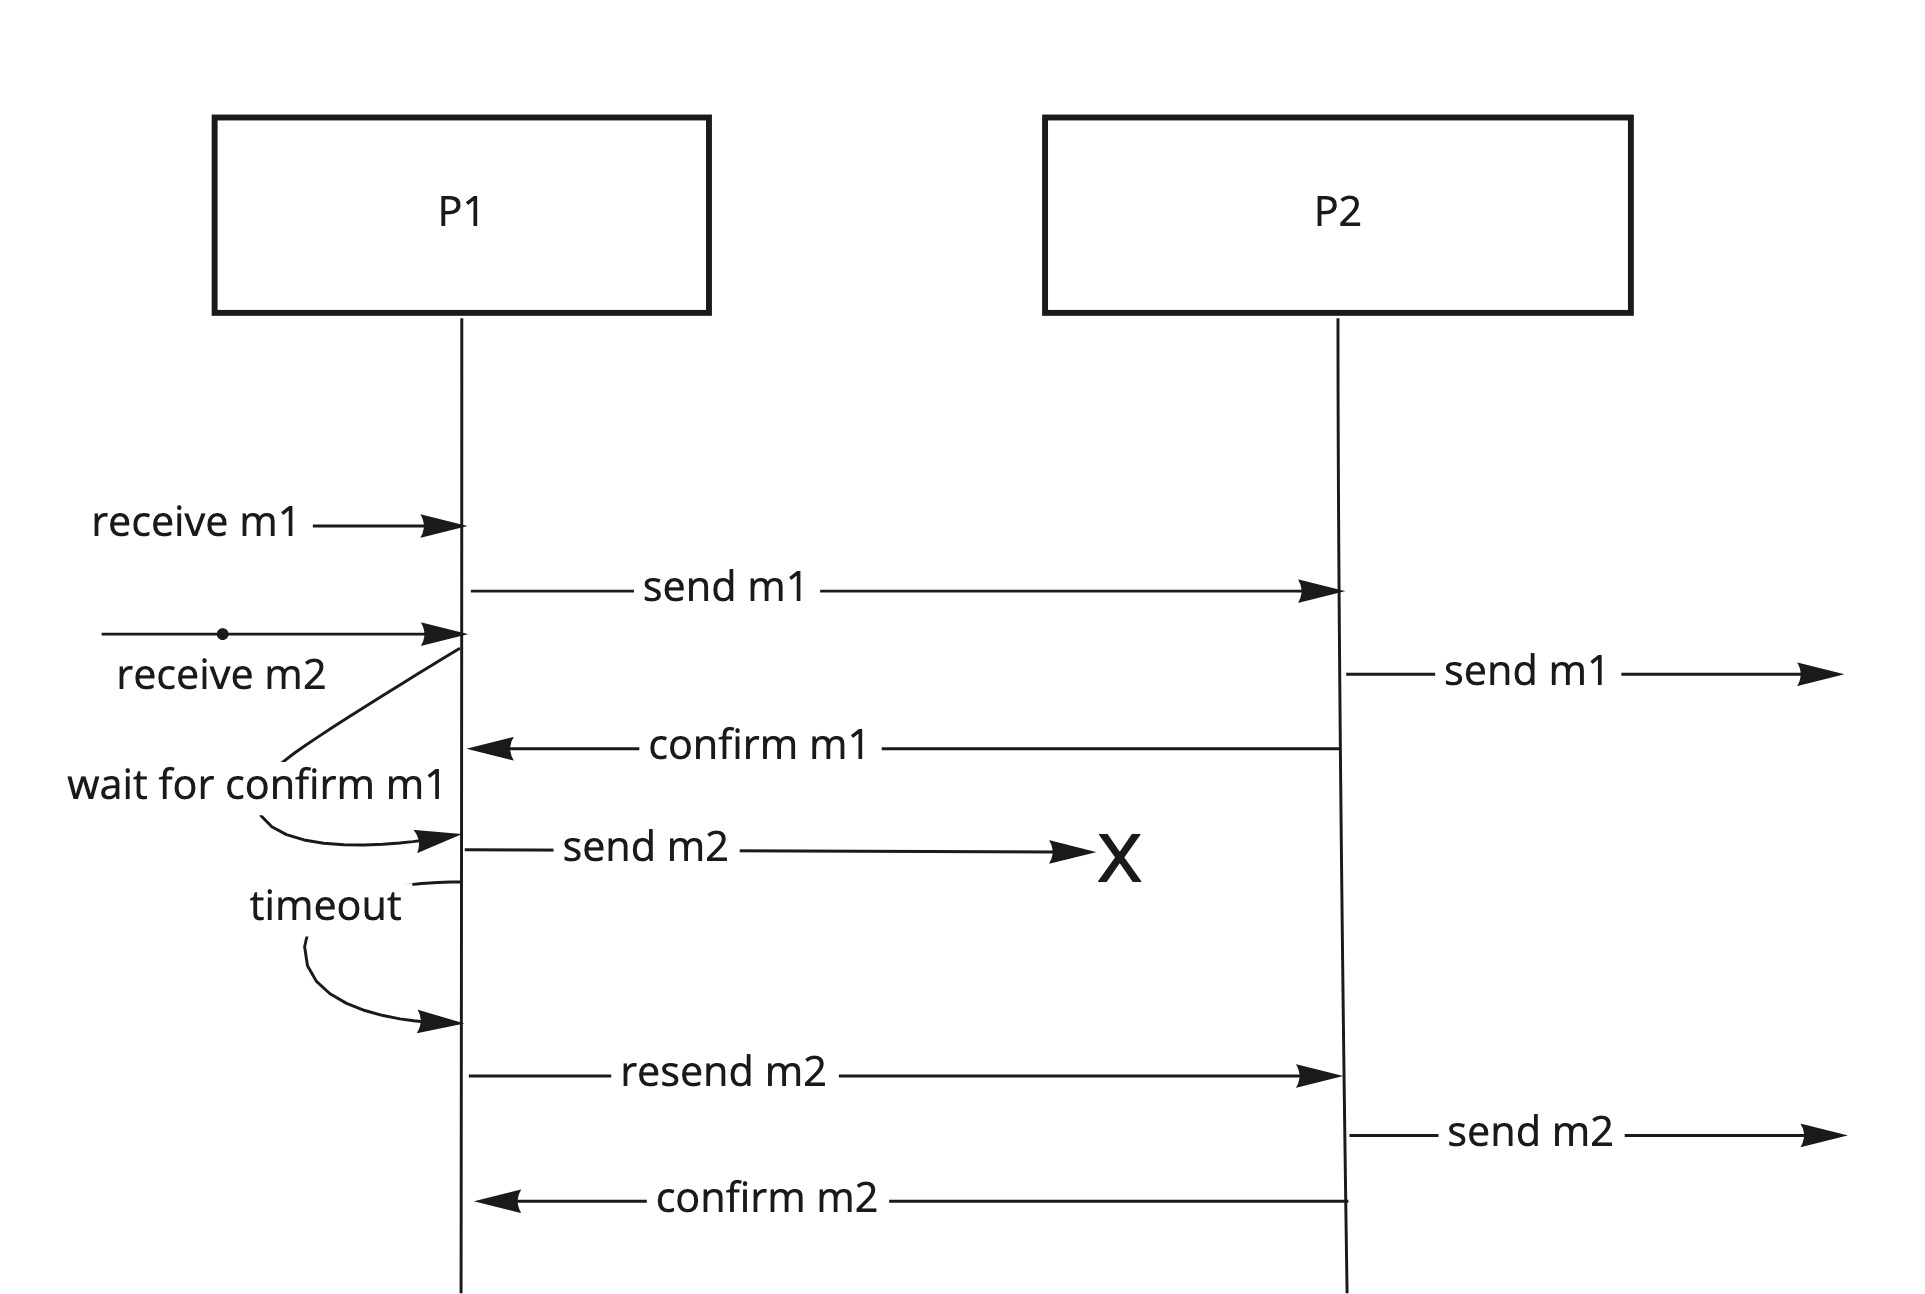 P1
P2
receive m1
send m1
receive m2
send m1
confirm m1
wait for confirm m1
send m2
X
timeout
resend m2
send m2
confirm m2